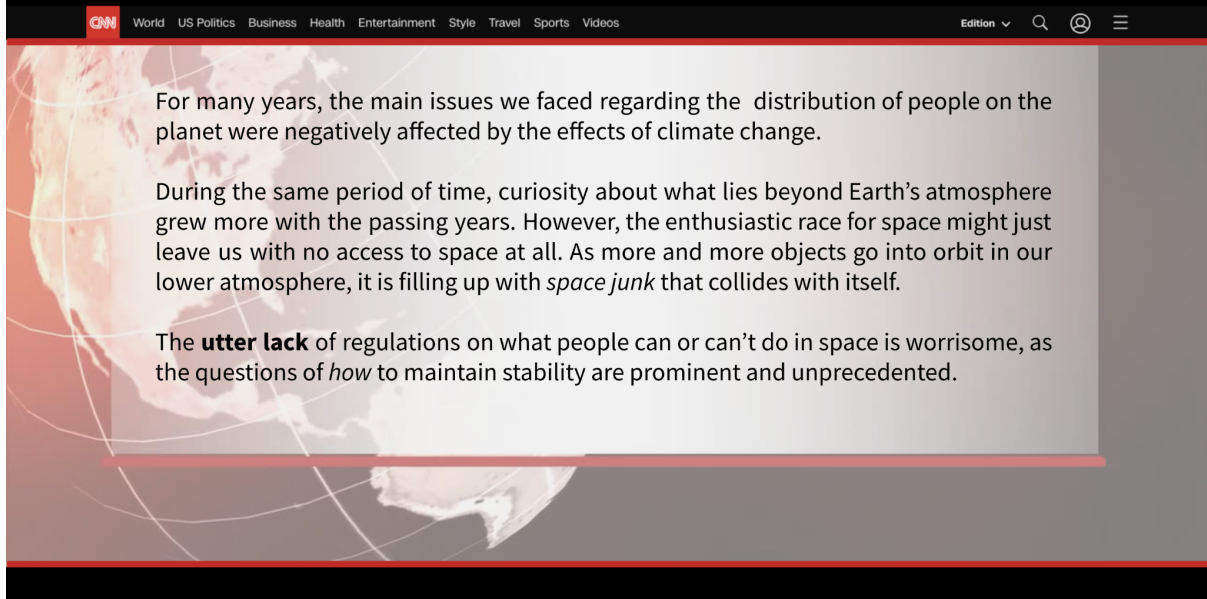 CNN World US Politics Business Health Entertainment Style Travel Sports Videos Edition
For many years, the main issues we faced regarding the distribution of people on the
planet were negatively affected by the effects of climate change.
During the same period of time, curiosity about what lies beyond Earth’s atmosphere
grew more with the passing years. However, the enthusiastic race for space might just
leave us with no access to space at all. As more and more objects go into orbit in our
lower atmosphere, it is filling up with space junk that collides with itself.
The utter lack of regulations on what people can or can’t do in space is worrisome, as
the questions of how to maintain stability are prominent and unprecedented.